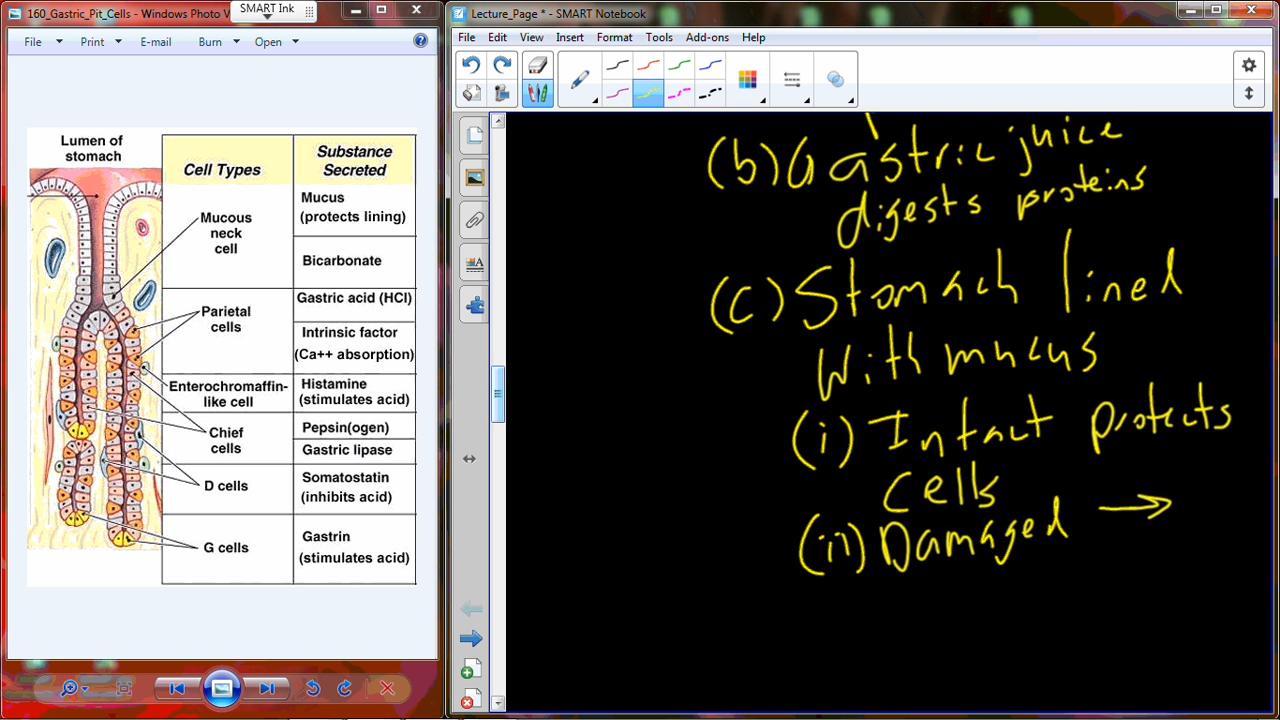 160_Gastric_Pit_Cells - Windows Photo V
SMART Ink
File Print E-mail Burn Open
Lumen of
stomach
Cell Types
Substance
Secreted
Mucous
neck
cell
Mucus
(protects lining)
Bicarbonate
Parietal
cells
Gastric acid (HCl)
Intrinsic factor
(Ca++ absorption)
Enterochromaffin-
like cell
Histamine
(stimulates acid)
Chief
cells
Pepsin(ogen)
Gastric lipase
D cells
Somatostatin
(inhibits acid)
G cells
Gastrin
(stimulates acid)
Lecture_Page * - SMART Notebook
File Edit View Insert Format Tools Add-ons Help
(b) Gastric juice
digests proteins
(c) Stomach lined
with mucus
(i) Intact protects
cells
(ii) Damaged →